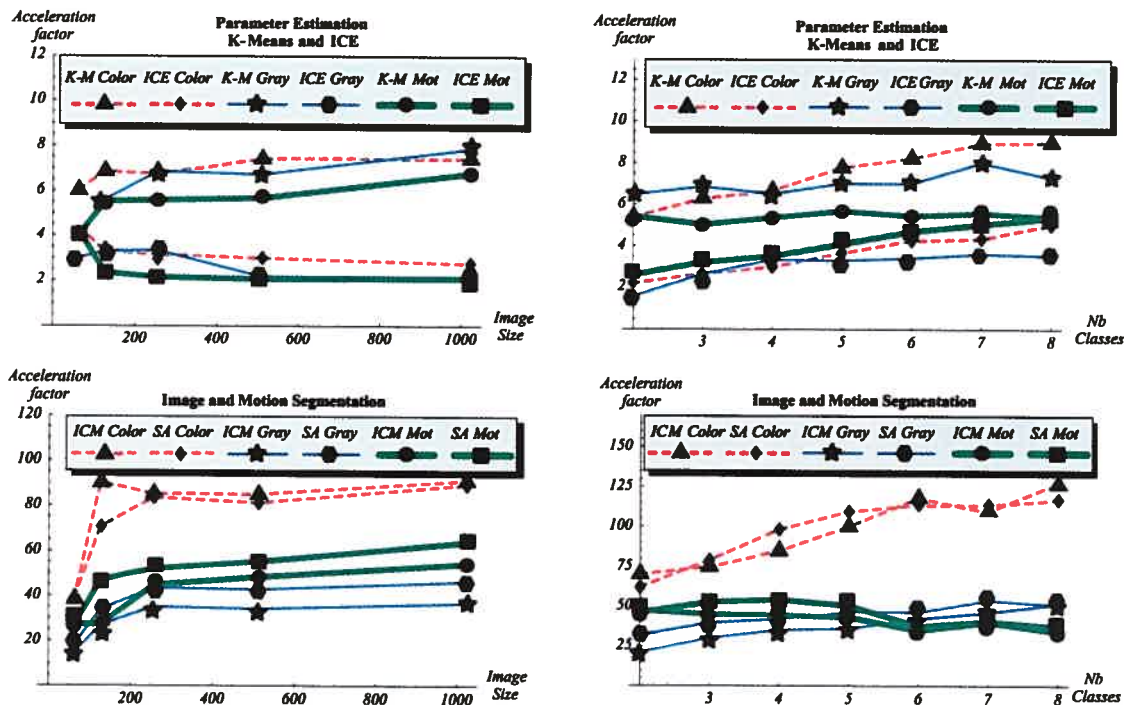 Acceleration factor
Parameter Estimation
K-Means and ICE
12
10
8
6
4
2
K-M Color ICE Color K-M Gray ICE Gray K-M Mot ICE Mot
200 400 600 800 1000
Image Size
Acceleration factor
Parameter Estimation
K-Means and ICE
12
10
8
6
4
2
K-M Color ICE Color K-M Gray ICE Gray K-M Mot ICE Mot
3 4 5 6 7 8
Nb Classes
Acceleration factor
Image and Motion Segmentation
120
100
80
60
40
20
ICM Color SA Color ICM Gray SA Gray ICM Mot SA Mot
200 400 600 800 1000
Image Size
Acceleration factor
Image and Motion Segmentation
150
125
100
75
50
25
ICM Color SA Color ICM Gray SA Gray ICM Mot SA Mot
3 4 5 6 7 8
Nb Classes